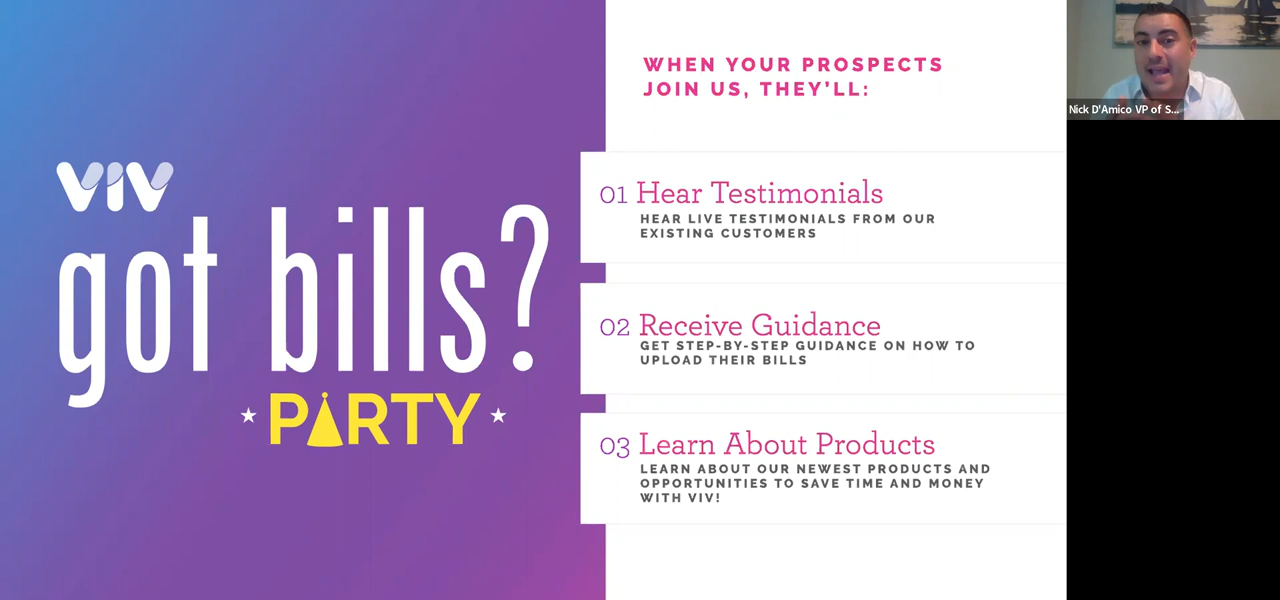 VIV
got bills?
PARTY
WHEN YOUR PROSPECTS
JOIN US, THEY'LL:
01 Hear Testimonials
HEAR LIVE TESTIMONIALS FROM OUR
EXISTING CUSTOMERS
02 Receive Guidance
GET STEP-BY-STEP GUIDANCE ON HOW TO
UPLOAD THEIR BILLS
03 Learn About Products
LEARN ABOUT OUR NEWEST PRODUCTS AND
OPPORTUNITIES TO SAVE TIME AND MONEY
WITH VIV!
Nick D'Amico VP of S...